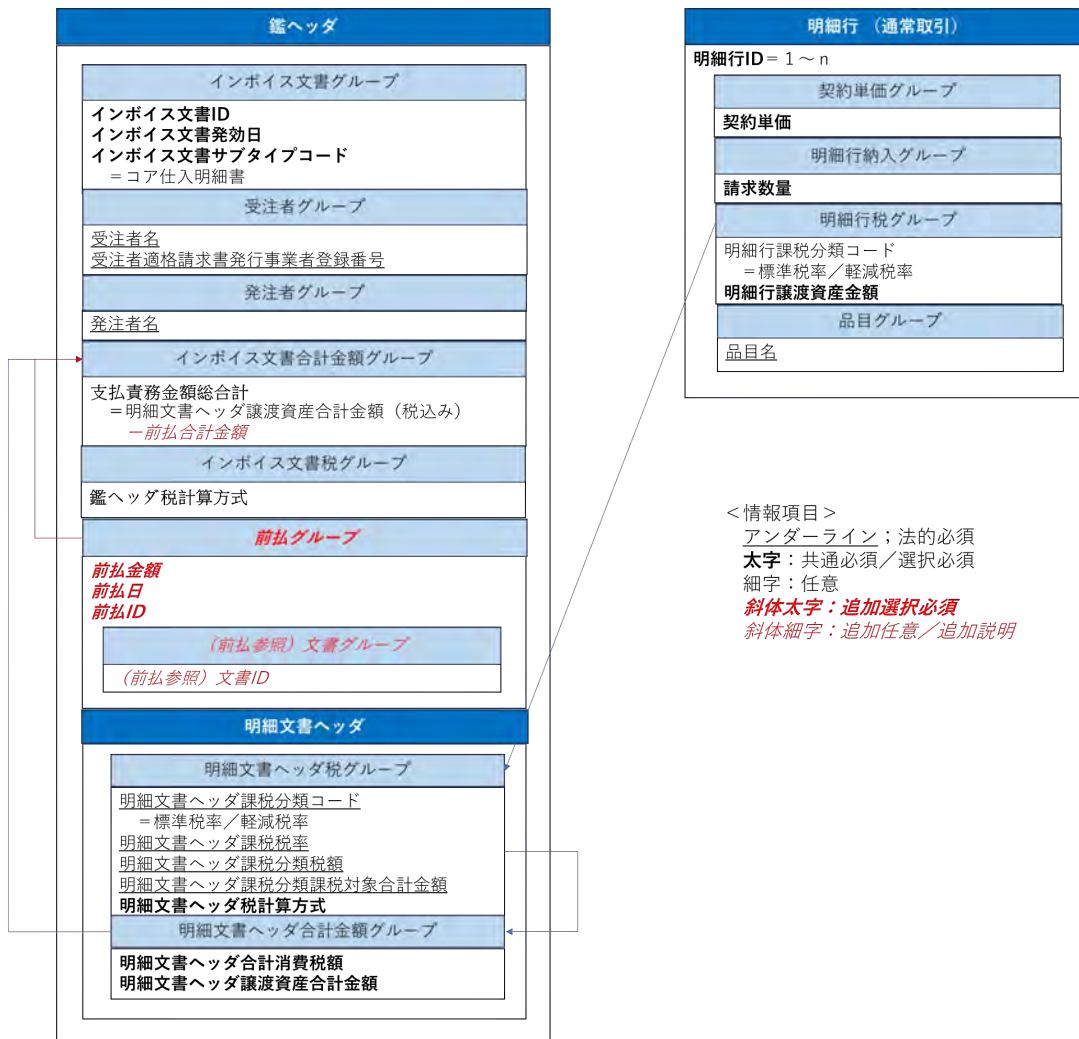 鑑ヘッダ
インボイス文書グループ
インボイス文書ID
インボイス文書発効日
インボイス文書サブタイプコード
＝コア仕入明細書
受注者グループ
受注者名
受注者適格請求書発行事業者登録番号
発注者グループ
発注者名
インボイス文書合計金額グループ
支払責務金額総合計
＝明細文書ヘッダ譲渡資産合計金額（税込み）
－前払合計金額
インボイス文書税グループ
鑑ヘッダ税計算方式
前払グループ
前払金額
前払日
前払ID
（前払参照）文書グループ
（前払参照）文書ID
明細文書ヘッダ
明細文書ヘッダ税グループ
明細文書ヘッダ課税分類コード
＝標準税率／軽減税率
明細文書ヘッダ課税税率
明細文書ヘッダ課税分類税額
明細文書ヘッダ課税分類課税対象合計金額
明細文書ヘッダ税計算方式
明細文書ヘッダ合計金額グループ
明細文書ヘッダ合計消費税額
明細文書ヘッダ譲渡資産合計金額
明細行 （通常取引）
明細行ID＝１～ｎ
契約単価グループ
契約単価
明細行納入グループ
請求数量
明細行税グループ
明細行課税分類コード
＝標準税率／軽減税率
明細行譲渡資産金額
品目グループ
品目名
＜情報項目＞
アンダーライン；法的必須
太字：共通必須／選択必須
細字：任意
斜体太字：追加選択必須
斜体細字：追加任意／追加説明